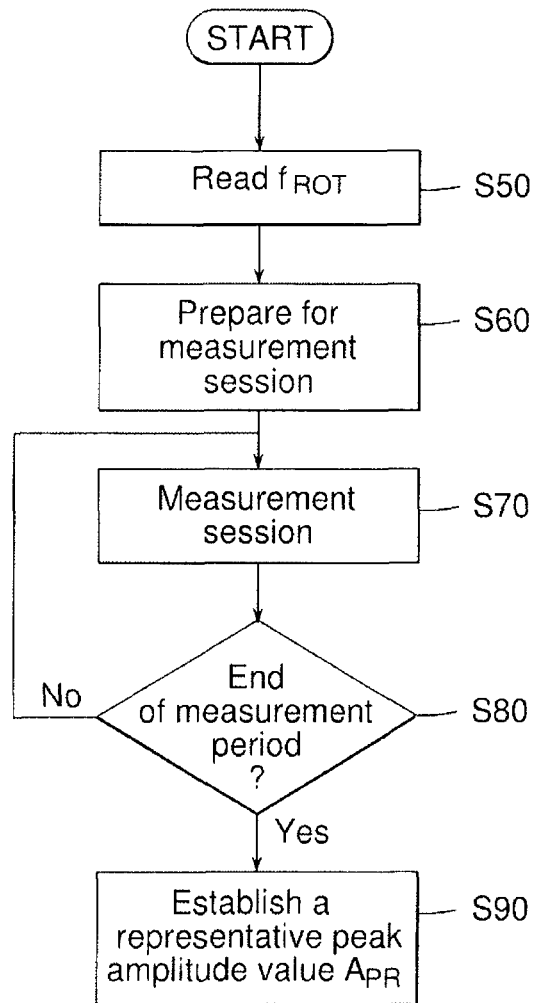 START
Read fROT
S50
Prepare for
measurement
session
S60
Measurement
session
S70
End
of measurement
period
?
S80
No
Yes
Establish a
representative peak
amplitude value APR
S90